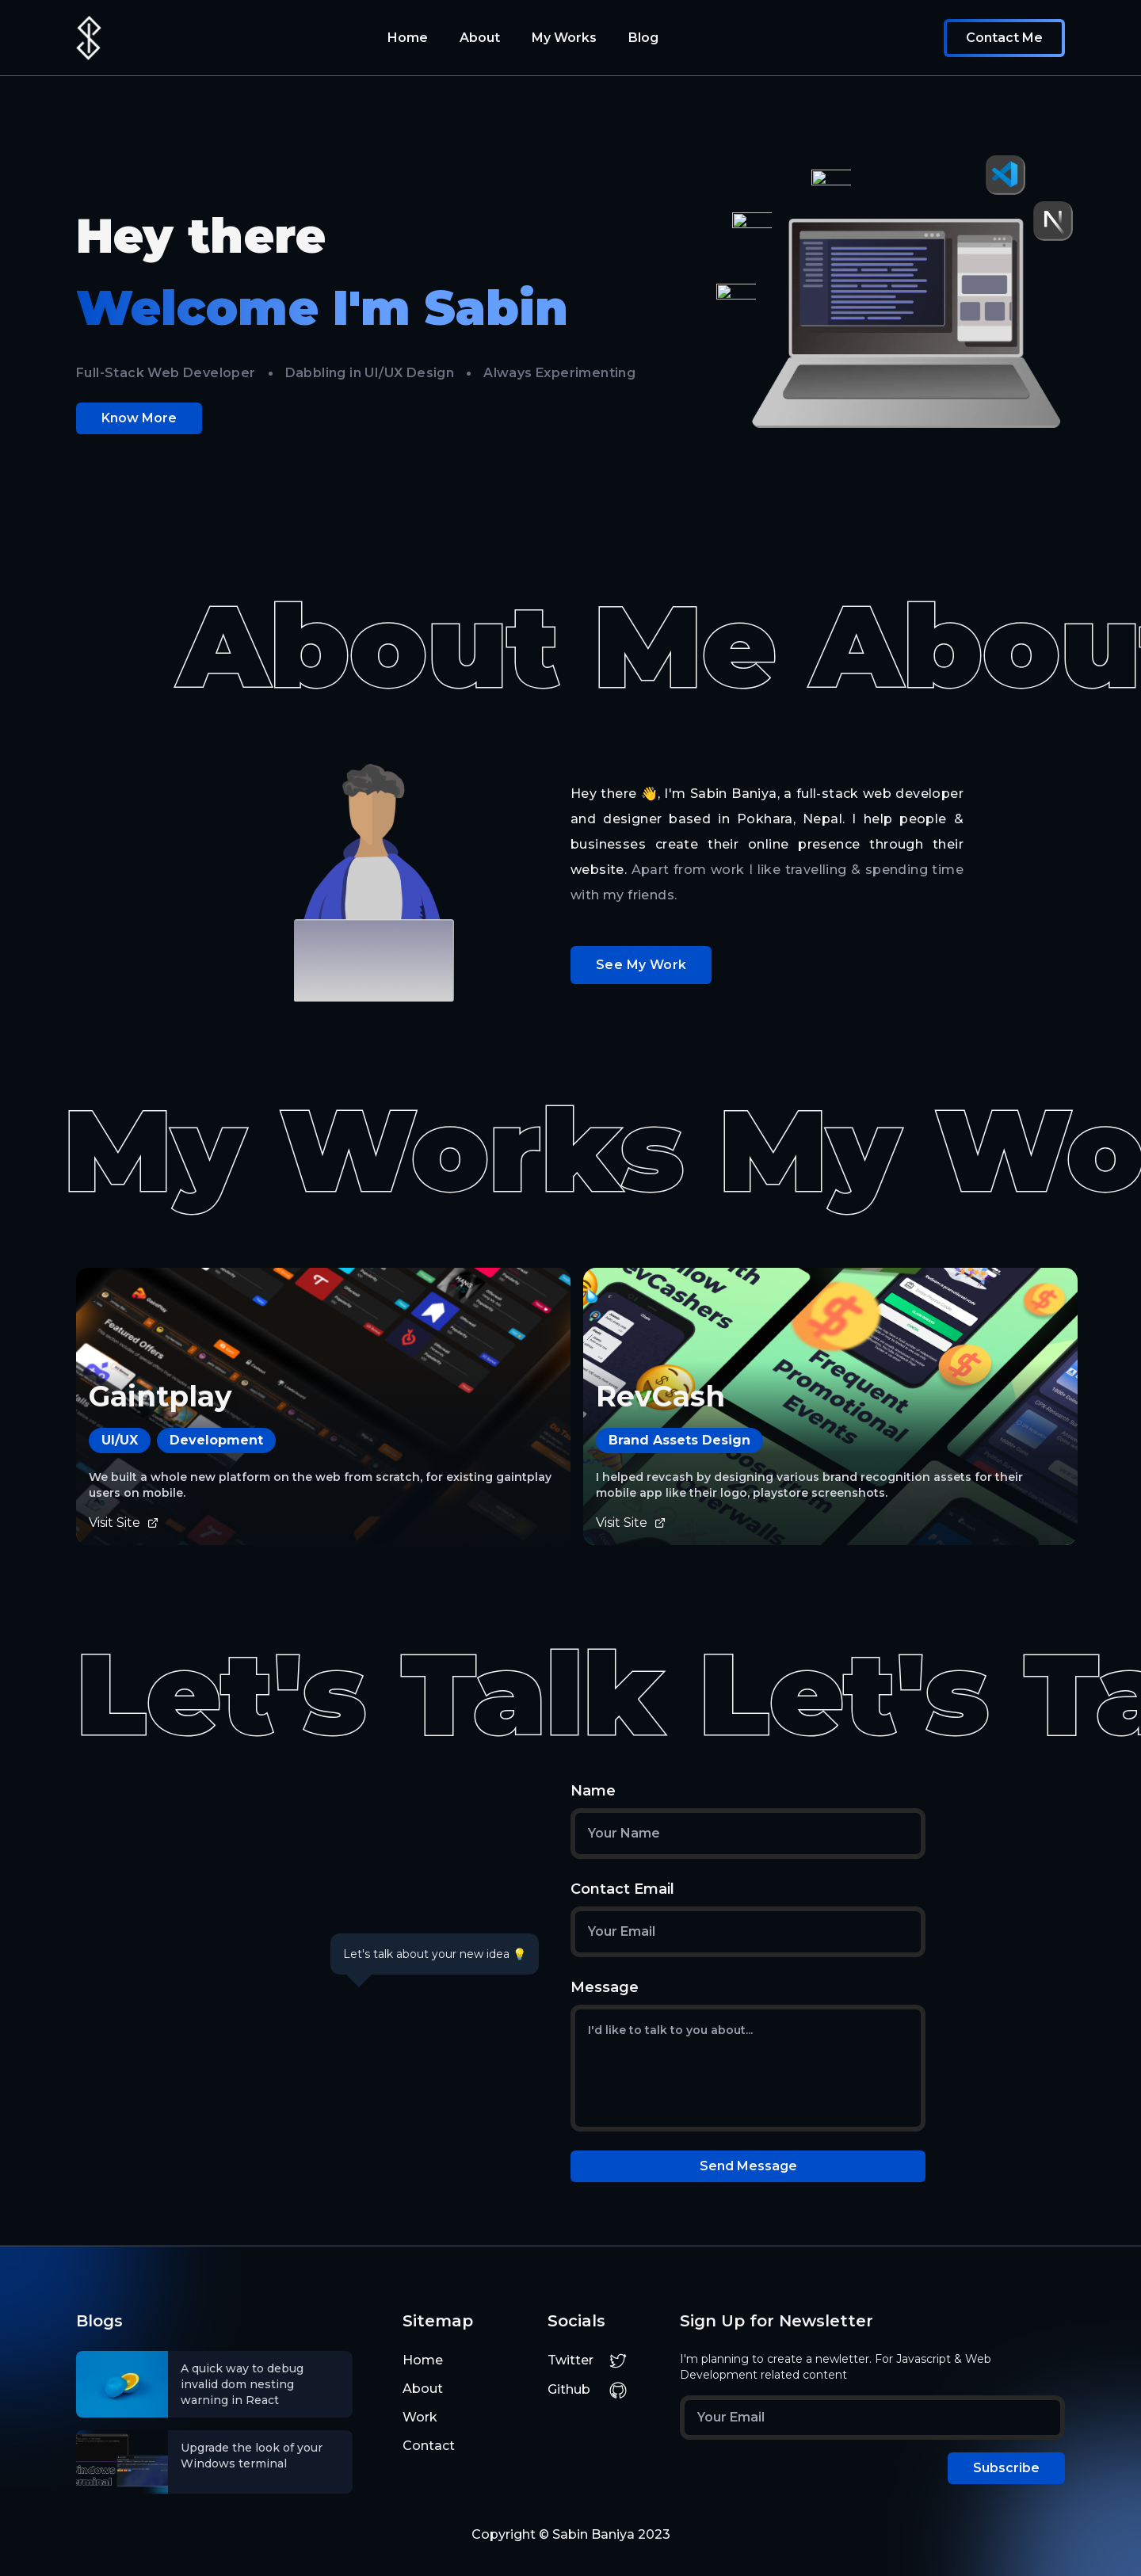 Home
About
My Works
Blog
Contact Me
Hey there
Welcome I'm Sabin
Full-Stack Web Developer • Dabbling in UI/UX Design • Always Experimenting
Know More
About Me Abou
Hey there 👋, I'm Sabin Baniya, a full-stack web developer
and designer based in Pokhara, Nepal. I help people &
businesses create their online presence through their
website. Apart from work I like travelling & spending time
with my friends.
See My Work
My Works My Wo
Featured Offers
Gaintplay
UI/UX
Development
We built a whole new platform on the web from scratch, for existing gaintplay
users on mobile.
Visit Site
Follow
RevCashers
Frequent
Promotional
Events
RevCash
Brand Assets Design
I helped revcash by designing various brand recognition assets for their
mobile app like their logo, playstore screenshots.
Visit Site
Let's Talk Let's Ta
Let's talk about your new idea 💡
Name
Your Name
Contact Email
Your Email
Message
I'd like to talk to you about...
Send Message
Blogs
A quick way to debug
invalid dom nesting
warning in React
Upgrade the look of your
Windows terminal
Sitemap
Home
About
Work
Contact
Socials
Twitter
Github
Sign Up for Newsletter
I'm planning to create a newletter. For Javascript & Web
Development related content
Your Email
Subscribe
Copyright © Sabin Baniya 2023